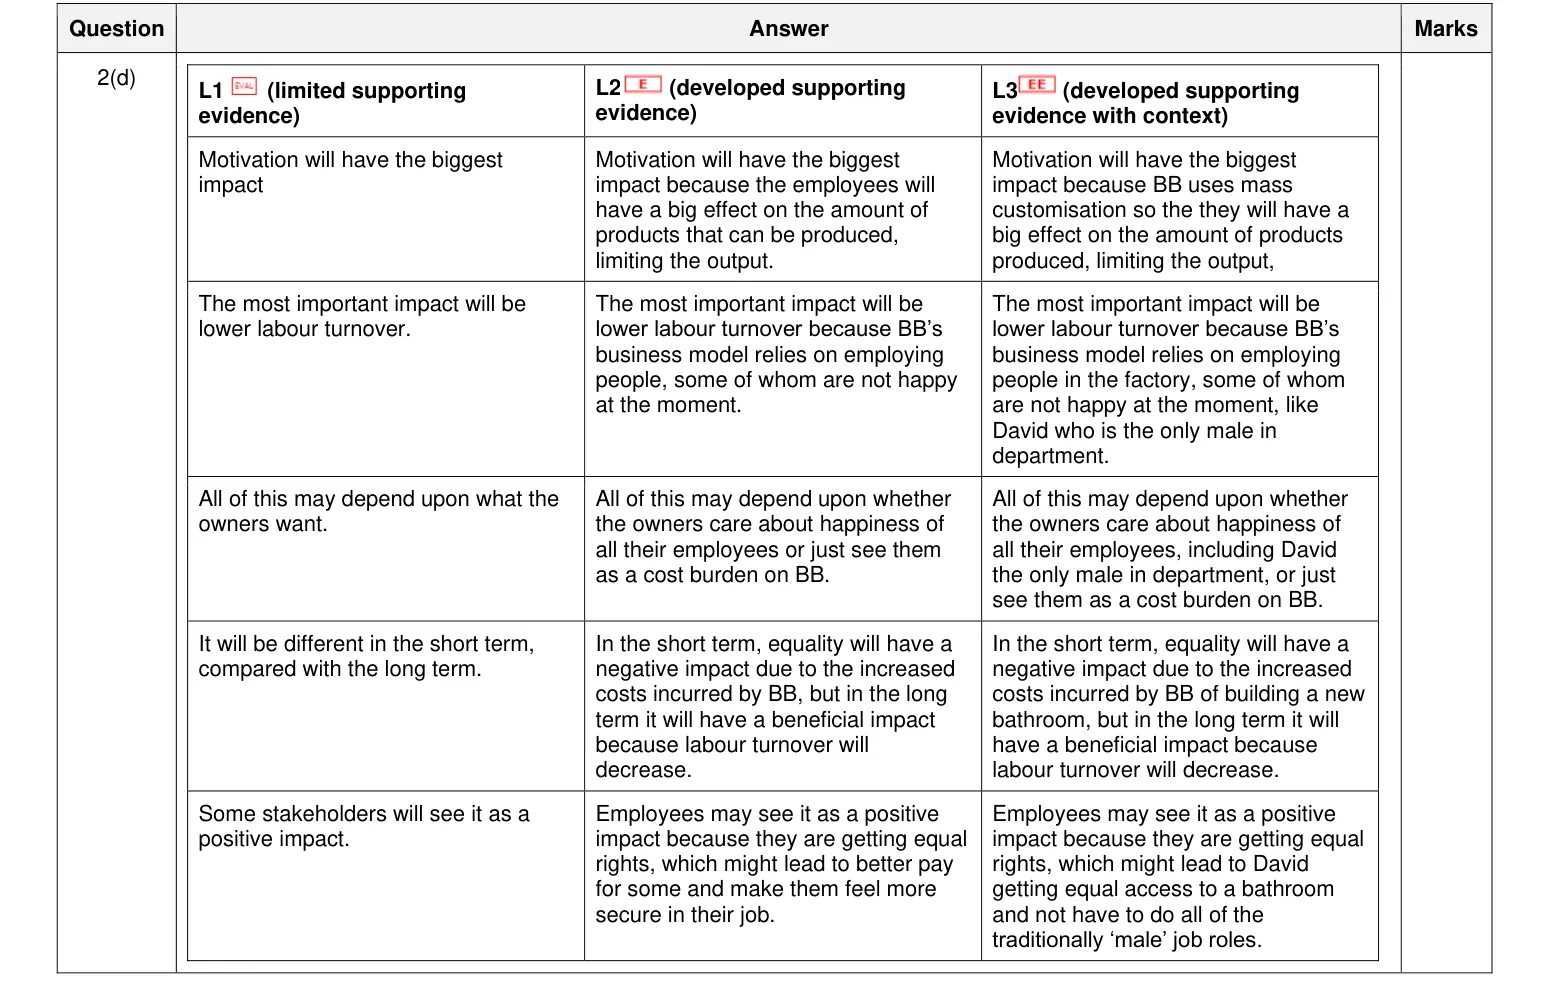 Question Answer Marks
2(d)
L1 EVAL (limited supporting
evidence)
L2 E (developed supporting
evidence)
L3 EE (developed supporting
evidence with context)
Motivation will have the biggest
impact
Motivation will have the biggest
impact because the employees will
have a big effect on the amount of
products that can be produced,
limiting the output.
Motivation will have the biggest
impact because BB uses mass
customisation so the they will have a
big effect on the amount of products
produced, limiting the output,
The most important impact will be
lower labour turnover.
The most important impact will be
lower labour turnover because BB’s
business model relies on employing
people, some of whom are not happy
at the moment.
The most important impact will be
lower labour turnover because BB’s
business model relies on employing
people in the factory, some of whom
are not happy at the moment, like
David who is the only male in
department.
All of this may depend upon what the
owners want.
All of this may depend upon whether
the owners care about happiness of
all their employees or just see them
as a cost burden on BB.
All of this may depend upon whether
the owners care about happiness of
all their employees, including David
the only male in department, or just
see them as a cost burden on BB.
It will be different in the short term,
compared with the long term.
In the short term, equality will have a
negative impact due to the increased
costs incurred by BB, but in the long
term it will have a beneficial impact
because labour turnover will
decrease.
In the short term, equality will have a
negative impact due to the increased
costs incurred by BB of building a new
bathroom, but in the long term it will
have a beneficial impact because
labour turnover will decrease.
Some stakeholders will see it as a
positive impact.
Employees may see it as a positive
impact because they are getting equal
rights, which might lead to better pay
for some and make them feel more
secure in their job.
Employees may see it as a positive
impact because they are getting equal
rights, which might lead to David
getting equal access to a bathroom
and not have to do all of the
traditionally ‘male’ job roles.